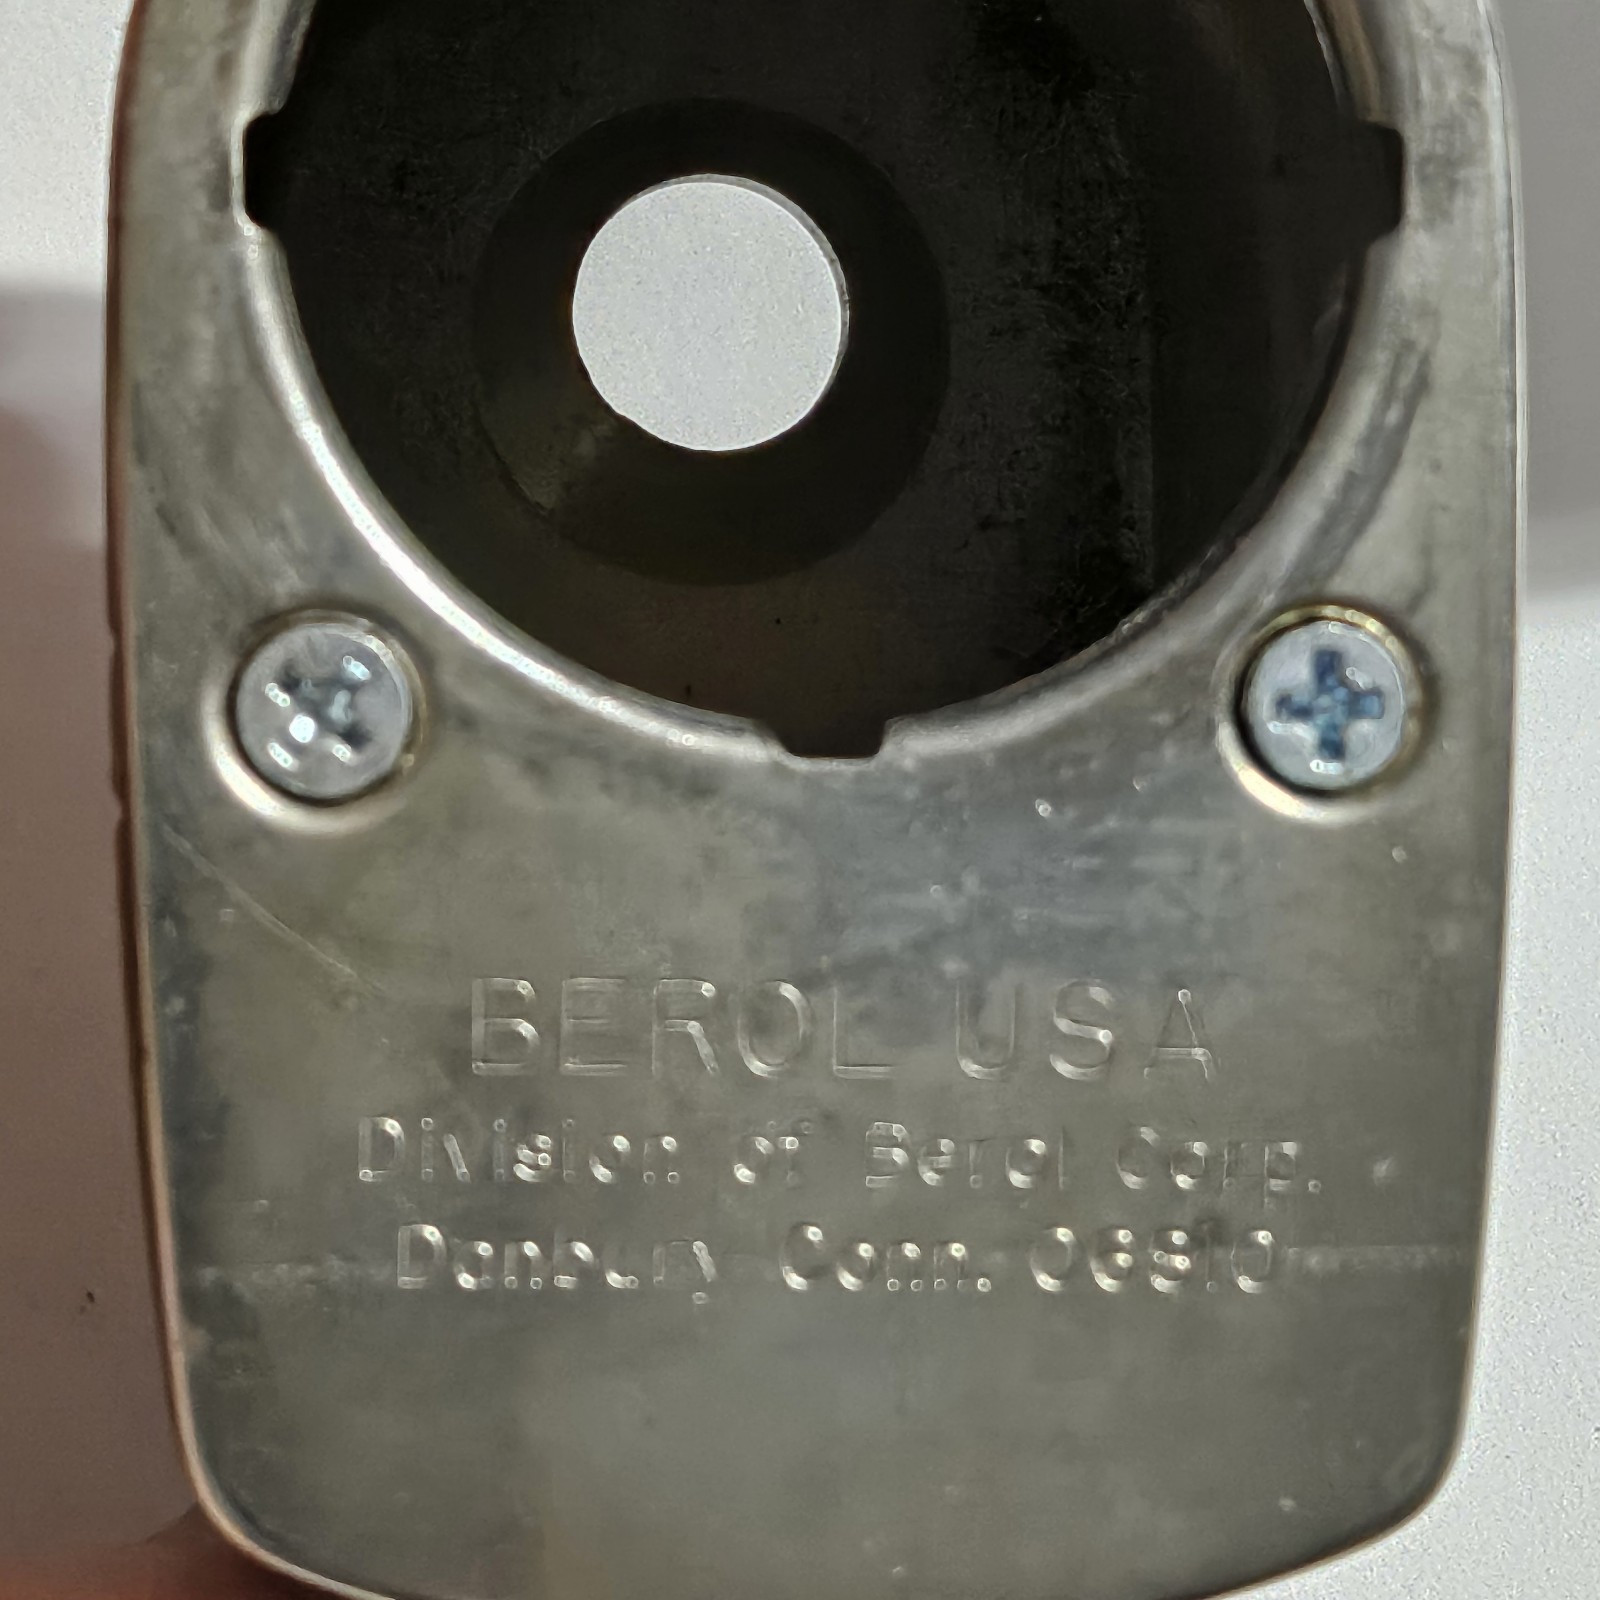 BEROL USA
Division of Berol Corp.
Danbury Conn. 06810